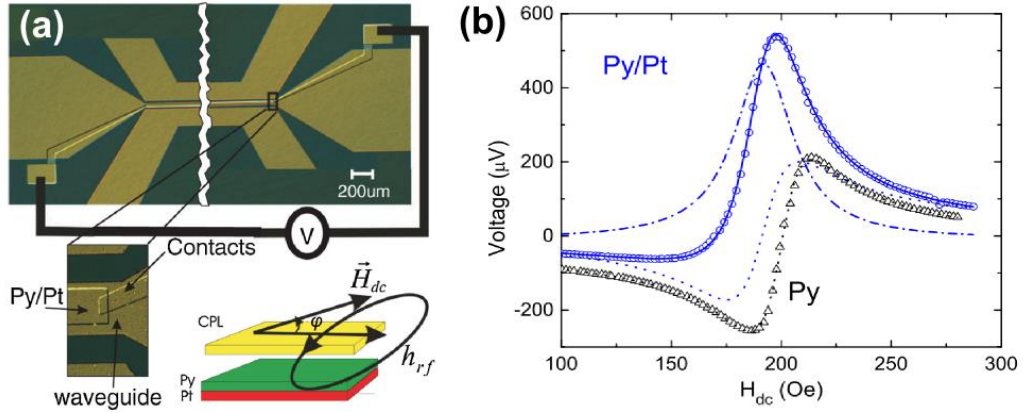 (a)
200um
V
Contacts
Py/Pt
waveguide
CPL
Py
Pt
φ
H⃗dc
hrf
(b)
Voltage (μV)
600
400
200
0
-200
Py/Pt
Py
100 150 200 250 300
Hdc (Oe)